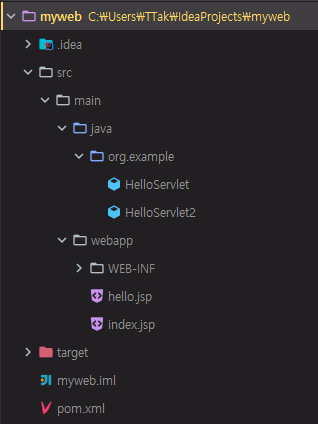 myweb C:₩Users₩TTak₩IdeaProjects₩myweb
.idea
src
main
java
org.example
HelloServlet
HelloServlet2
webapp
WEB-INF
hello.jsp
index.jsp
target
myweb.iml
pom.xml